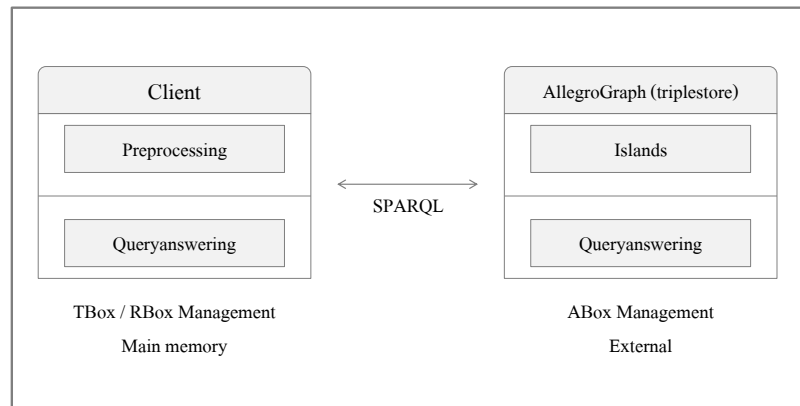 Client
Preprocessing
Queryanswering
TBox / RBox Management
Main memory
SPARQL
AllegroGraph (triplestore)
Islands
Queryanswering
ABox Management
External